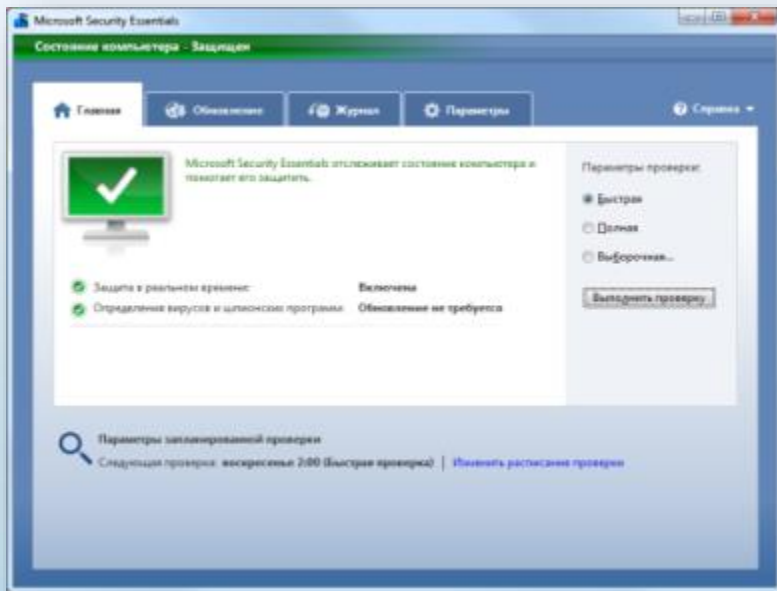 Microsoft Security Essentials
Состояние компьютера - Защищен
Главная
Обновление
Журнал
Параметры
Справка
Microsoft Security Essentials отслеживает состояние компьютера и
помогает его защитить.
Параметры проверки:
Быстрая
Полная
Выборочная...
Выполнить проверку
Защита в реальном времени: Включена
Определения вирусов и шпионских программ: Обновление не требуется
Параметры запланированной проверки
Следующая проверка: воскресенье 2:00 (Быстрая проверка) | Изменить расписание проверки